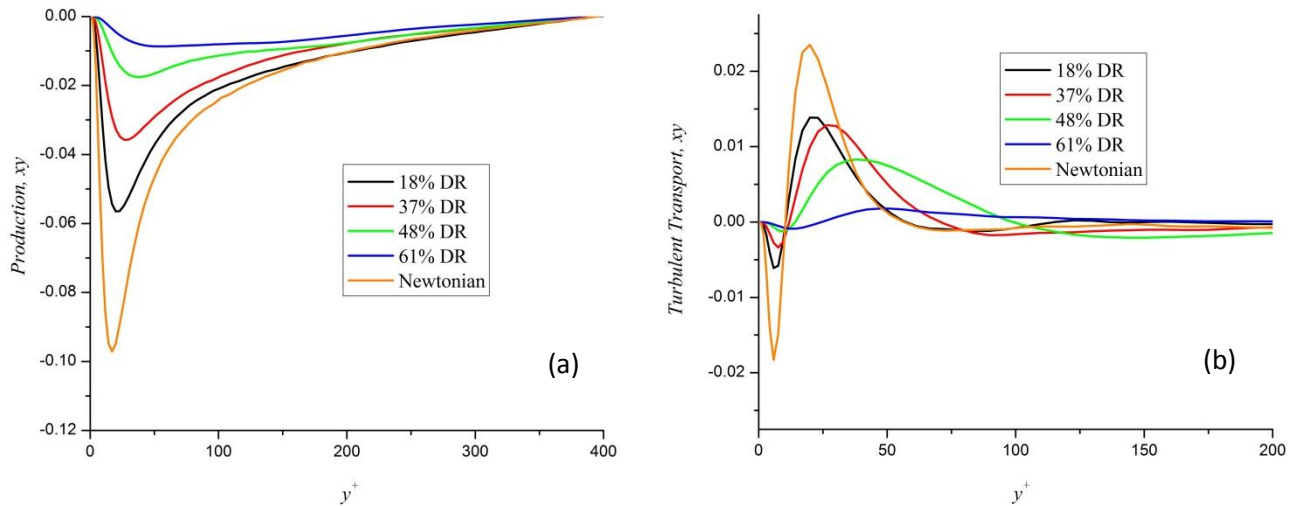 Production, xy
0.00
-0.02
-0.04
-0.06
-0.08
-0.10
-0.12
0
100
200
300
400
y+
18% DR
37% DR
48% DR
61% DR
Newtonian
(a)
Turbulent Transport, xy
0.02
0.01
0.00
-0.01
-0.02
0
25
50
75
100
150
200
y+
18% DR
37% DR
48% DR
61% DR
Newtonian
(b)